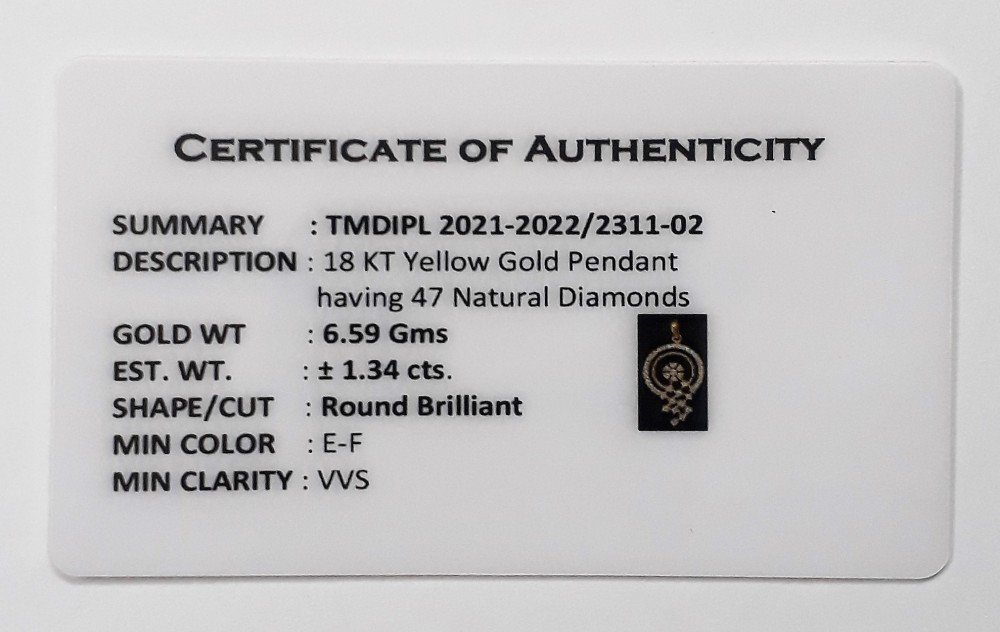 CERTIFICATE OF AUTHENTICITY
SUMMARY : TMDIPL 2021-2022/2311-02
DESCRIPTION : 18 KT Yellow Gold Pendant
having 47 Natural Diamonds
GOLD WT : 6.59 Gms
EST. WT. : ± 1.34 cts.
SHAPE/CUT : Round Brilliant
MIN COLOR : E-F
MIN CLARITY : VVS